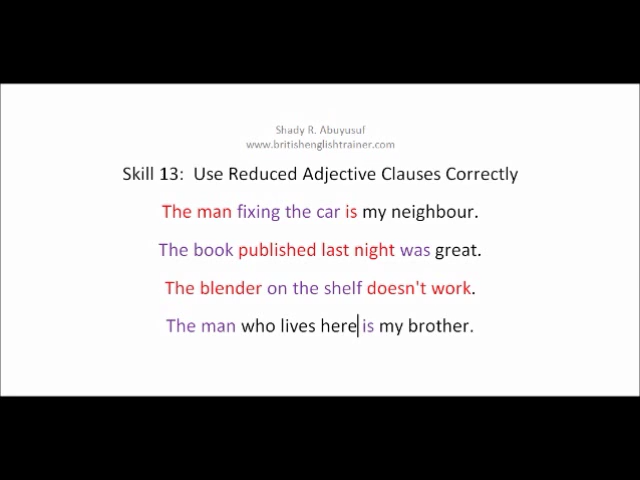 Shady R. Abuyusuf
www.britishenglishtrainer.com
Skill 13: Use Reduced Adjective Clauses Correctly
The man fixing the car is my neighbour.
The book published last night was great.
The blender on the shelf doesn't work.
The man who lives here is my brother.